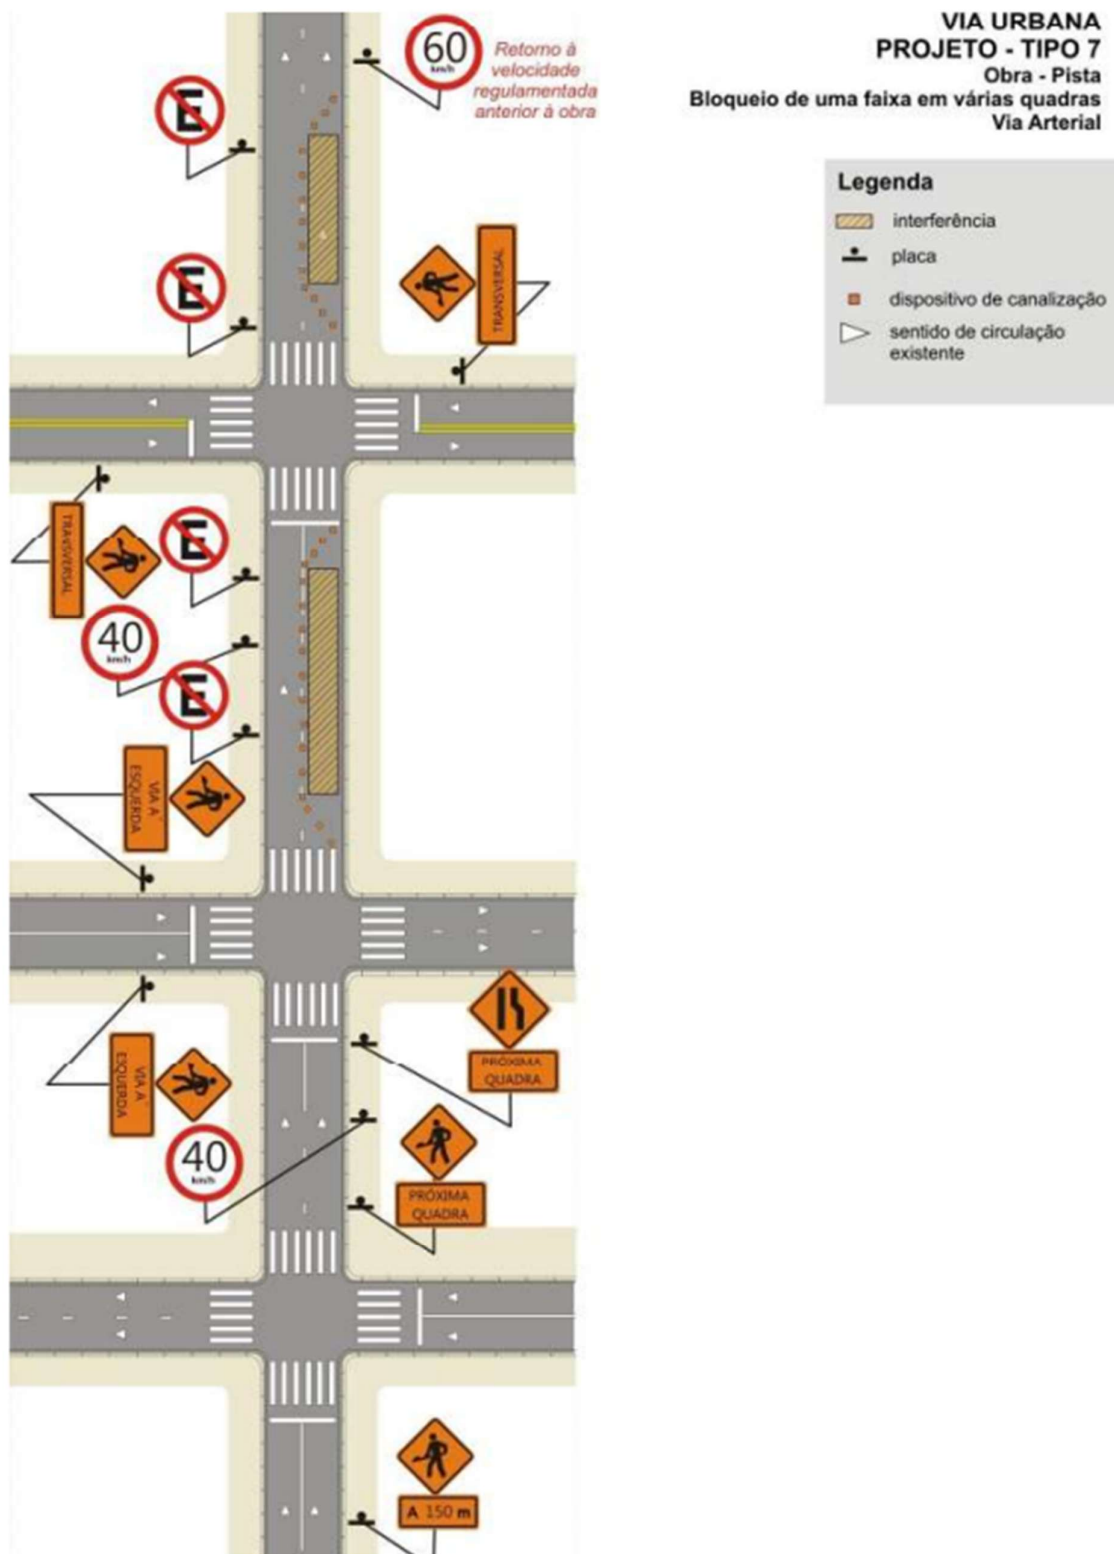 VIA URBANA
PROJETO - TIPO 7
Obra - Pista
Bloqueio de uma faixa em várias quadras
Via Arterial
60
km/h
Retorno à
velocidade
regulamentada
anterior à obra
E
Legenda
interferência
placa
dispositivo de canalização
sentido de circulação
existente
E
TRANSVERSAL
TRANSVERSAL
E
40
km/h
E
VIA À
ESQUERDA
PRÓXIMA
QUADRA
VIA À
ESQUERDA
40
km/h
PRÓXIMA
QUADRA
A 150 m